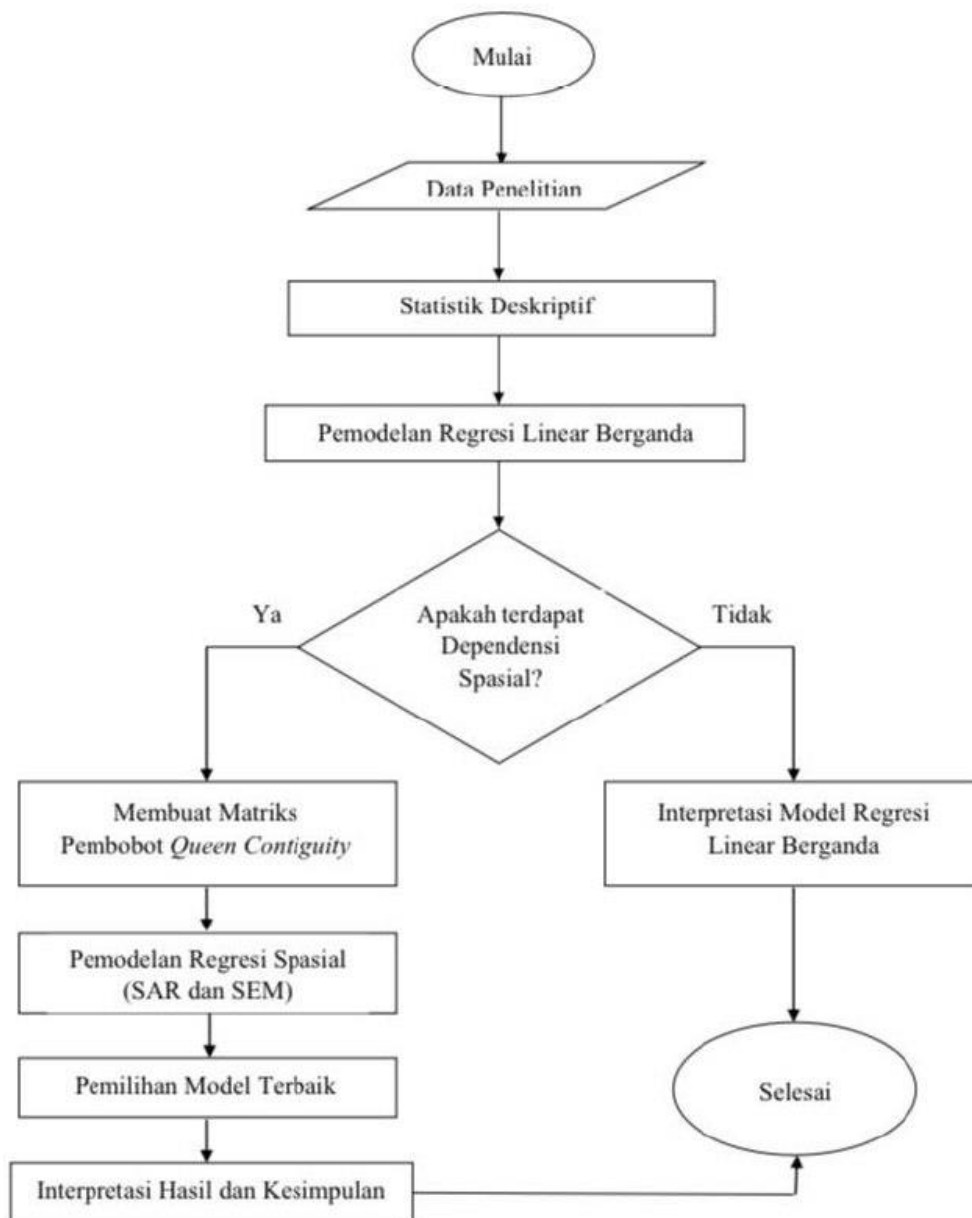 Mulai
Data Penelitian
Statistik Deskriptif
Pemodelan Regresi Linear Berganda
Apakah terdapat
Dependensi
Spasial?
Ya
Tidak
Membuat Matriks
Pembobot Queen Contiguity
Pemodelan Regresi Spasial
(SAR dan SEM)
Pemilihan Model Terbaik
Interpretasi Hasil dan Kesimpulan
Interpretasi Model Regresi
Linear Berganda
Selesai